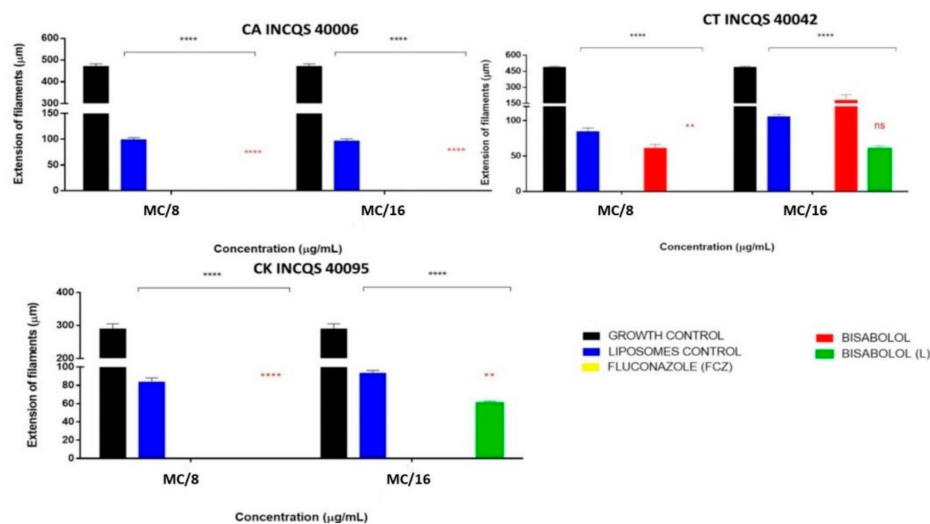 CA INCQS 40006
Extension of filaments (µm)
600
500
400
300
150
100
50
0
****
****
****
****
MC/8
MC/16
Concentration (µg/mL)
CT INCQS 40042
Extension of filaments (µm)
600
450
300
150
100
50
0
****
****
**
ns
MC/8
MC/16
Concentration (µg/mL)
CK INCQS 40095
Extension of filaments (µm)
400
300
200
100
80
60
40
20
0
****
****
****
**
MC/8
MC/16
Concentration (µg/mL)
GROWTH CONTROL
LIPOSOMES CONTROL
FLUCONAZOLE (FCZ)
BISABOLOL
BISABOLOL (L)